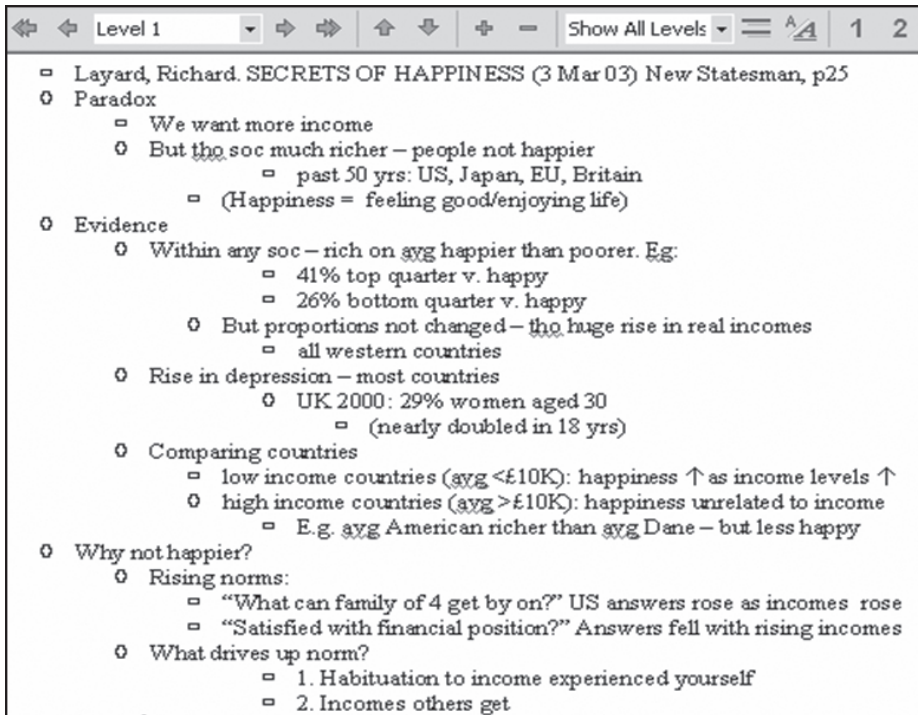 Level 1 Show All Levels 1 2
Layard, Richard. SECRETS OF HAPPINESS (3 Mar 03) New Statesman, p25
Paradox
We want more income
But tho soc much richer – people not happier
past 50 yrs: US, Japan, EU, Britain
(Happiness = feeling good/enjoying life)
Evidence
Within any soc – rich on avg happier than poorer. Eg:
41% top quarter v. happy
26% bottom quarter v. happy
But proportions not changed – tho huge rise in real incomes
all western countries
Rise in depression – most countries
UK 2000: 29% women aged 30
(nearly doubled in 18 yrs)
Comparing countries
low income countries (avg <£10K): happiness ↑ as income levels ↑
high income countries (avg >£10K): happiness unrelated to income
E.g. avg American richer than avg Dane – but less happy
Why not happier?
Rising norms:
“What can family of 4 get by on?” US answers rose as incomes rose
“Satisfied with financial position?” Answers fell with rising incomes
What drives up norm?
1. Habituation to income experienced yourself
2. Incomes others get